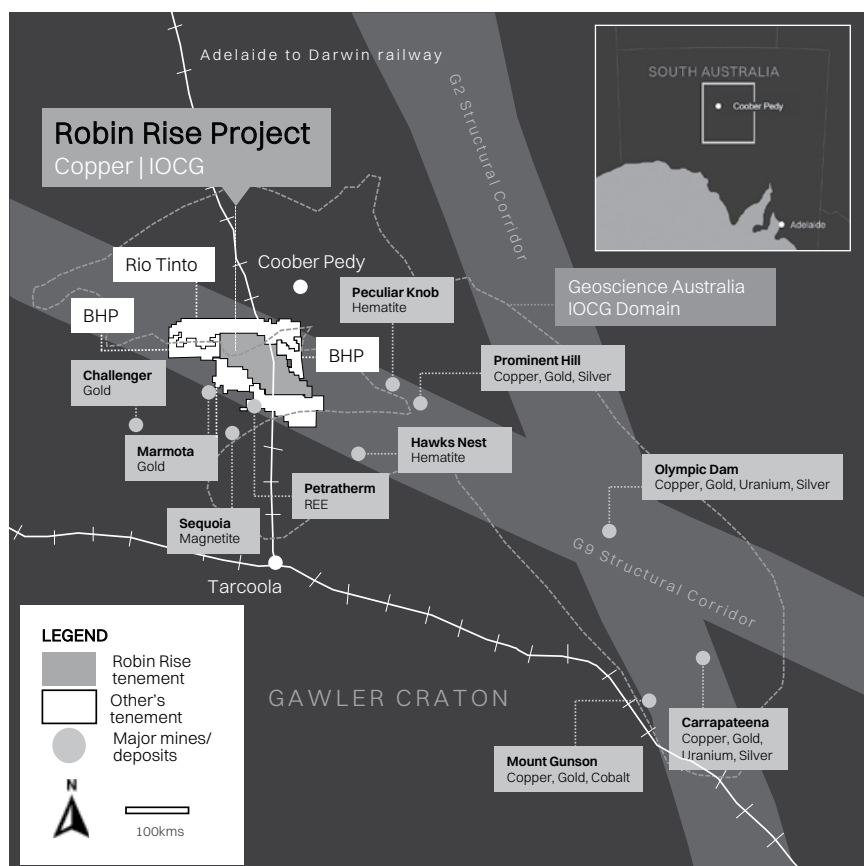 Adelaide to Darwin railway
G2 Structural Corridor
SOUTH AUSTRALIA
Coober Pedy
Adelaide
Robin Rise Project
Copper | IOCG
Rio Tinto
Coober Pedy
BHP
Peculiar Knob
Hematite
Geoscience Australia
IOCG Domain
BHP
Prominent Hill
Copper, Gold, Silver
Challenger
Gold
Marmota
Gold
Hawks Nest
Hematite
Olympic Dam
Copper, Gold, Uranium, Silver
Petratherm
REE
Sequoia
Magnetite
G9 Structural Corridor
Tarcoola
LEGEND
Robin Rise
tenement
Other's
tenement
Major mines/
deposits
N
100kms
GAWLER CRATON
Carrapateena
Copper, Gold,
Uranium, Silver
Mount Gunson
Copper, Gold, Cobalt